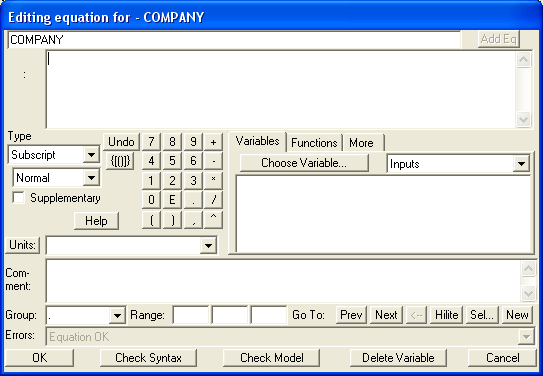 Editing equation for - COMPANY
COMPANY Add Eq
:
Type
Undo 7 8 9 + Variables Functions More
Subscript {[()]} 4 5 6 - Choose Variable... Inputs
Normal 1 2 3 *
Supplementary 0 E . /
Help ( ) , ^
Units:
Com-
ment:
Group: . Range: Go To: Prev Next <-- Hilite Sel... New
Errors: Equation OK
OK Check Syntax Check Model Delete Variable Cancel